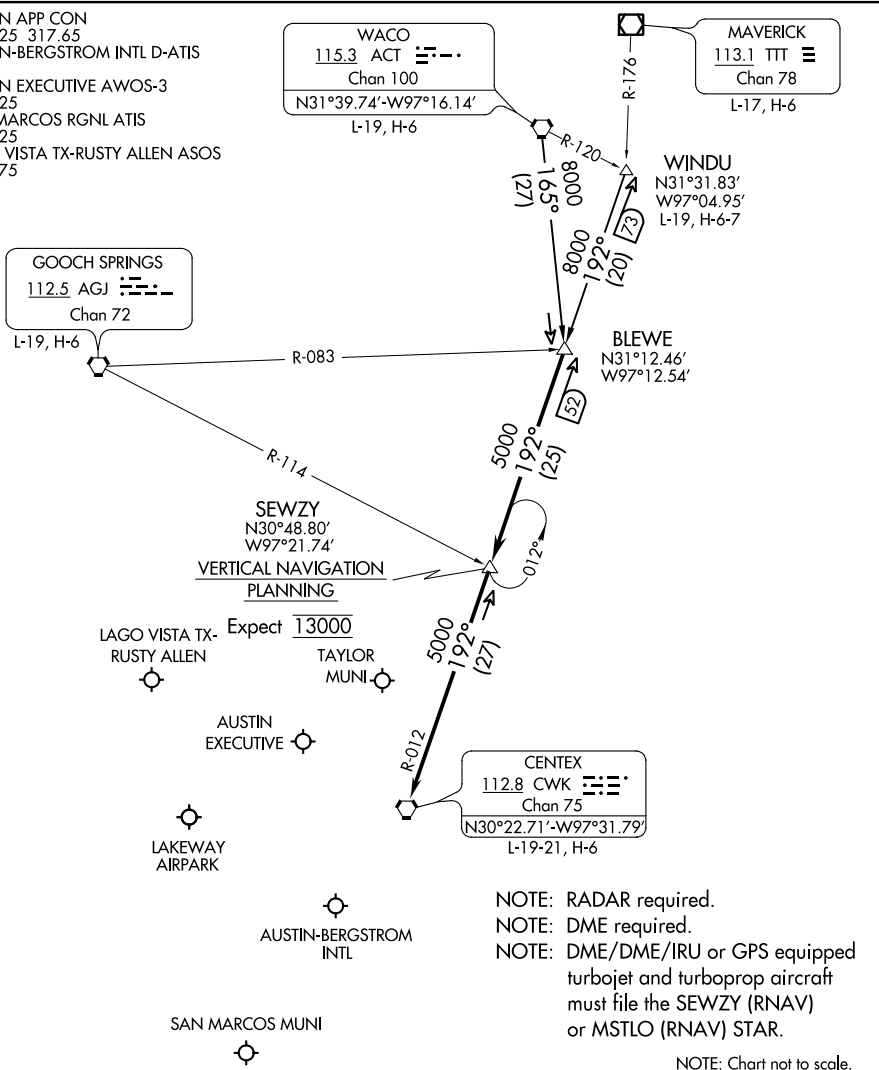 N APP CON
25 317.65
N-BERGSTROM INTL D-ATIS
N EXECUTIVE AWOS-3
25
MARCOS RGNL ATIS
25
VISTA TX-RUSTY ALLEN ASOS
75
WACO
115.3 ACT
Chan 100
N31°39.74′-W97°16.14′
L-19, H-6
MAVERICK
113.1 TTT
Chan 78
L-17, H-6
R-176
R-120
8000
165°
(27)
WINDU
N31°31.83′
W97°04.95′
L-19, H-6-7
73
8000
192°
(20)
GOOCH SPRINGS
112.5 AGJ
Chan 72
L-19, H-6
R-083
BLEWE
N31°12.46′
W97°12.54′
52
5000
192°
(25)
R-114
SEWZY
N30°48.80′
W97°21.74′
VERTICAL NAVIGATION
PLANNING
Expect 13000
012°
5000
192°
(27)
LAGO VISTA TX-
RUSTY ALLEN
TAYLOR
MUNI
AUSTIN
EXECUTIVE
R-012
CENTEX
112.8 CWK
Chan 75
N30°22.71′-W97°31.79′
L-19-21, H-6
LAKEWAY
AIRPARK
AUSTIN-BERGSTROM
INTL
SAN MARCOS MUNI
NOTE: RADAR required.
NOTE: DME required.
NOTE: DME/DME/IRU or GPS equipped
turbojet and turboprop aircraft
must file the SEWZY (RNAV)
or MSTLO (RNAV) STAR.
NOTE: Chart not to scale.